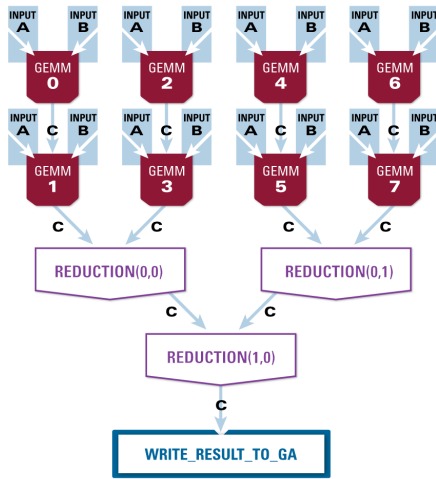 INPUT A INPUT B INPUT A INPUT B INPUT A INPUT B INPUT A INPUT B
GEMM 0 GEMM 2 GEMM 4 GEMM 6
C C C C
INPUT A INPUT B INPUT A INPUT B INPUT A INPUT B INPUT A INPUT B
GEMM 1 GEMM 3 GEMM 5 GEMM 7
C C C C
REDUCTION(0,0) REDUCTION(0,1)
C C
REDUCTION(1,0)
C
WRITE_RESULT_TO_GA